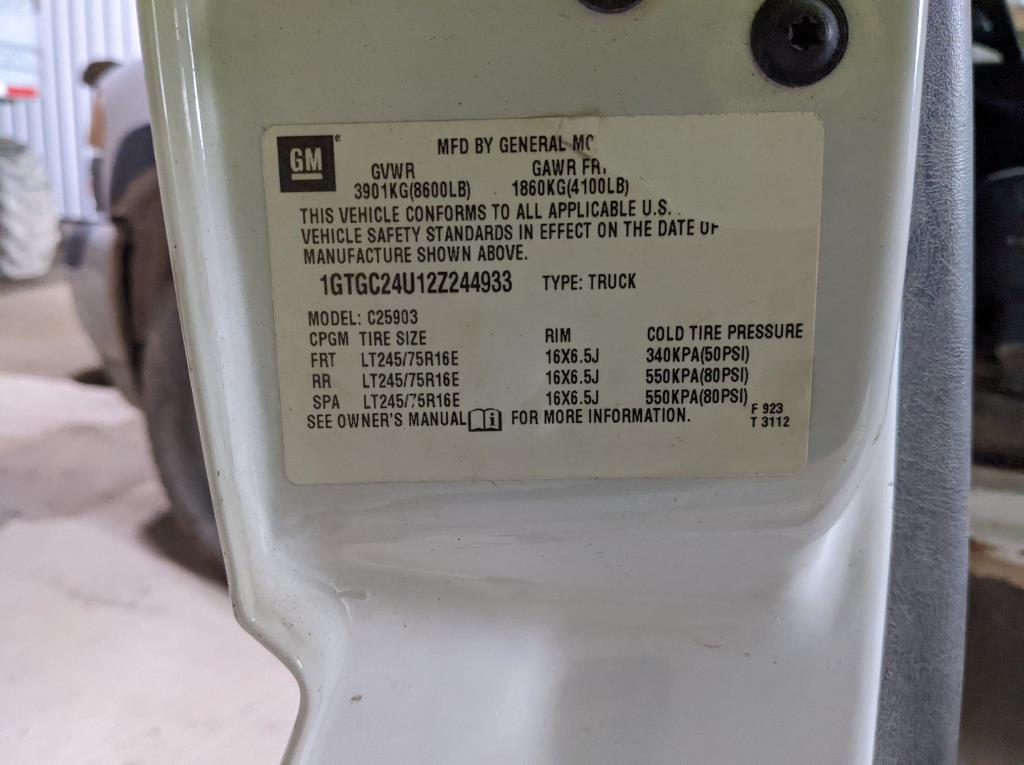 GM
MFD BY GENERAL
GVWR GAWR
3901KG(8600LB) 1860KG(4100LB)
THIS VEHICLE CONFORMS TO ALL APPLICABLE U.S.
VEHICLE SAFETY STANDARDS IN EFFECT ON THE DATE OF
MANUFACTURE SHOWN ABOVE.
1GTGC24U12Z244933 TYPE: TRUCK
MODEL: C25903
CPGM TIRE SIZE RIM COLD TIRE PRESSURE
FRT LT245/75R16E 16X6.5J 340KPA(50PSI)
RR LT245/75R16E 16X6.5J 550KPA(80PSI)
SPA LT245/75R16E 16X6.5J 550KPA(80PSI)
SEE OWNER'S MANUAL i FOR MORE INFORMATION.
F 923
T 3112